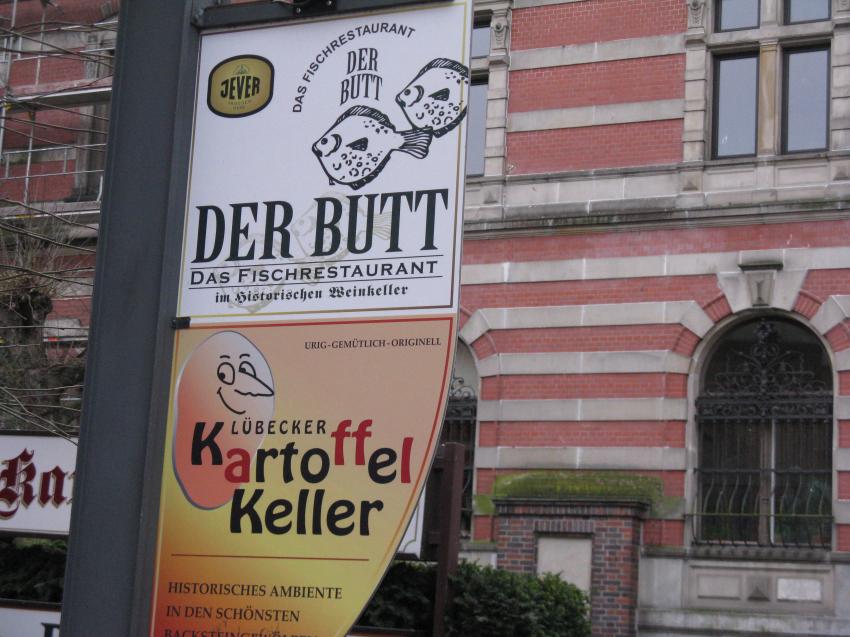 JEVER
DAS FISCHRESTAURANT
DER
BUTT
DER BUTT
DAS FISCHRESTAURANT
im Historischen Weinkeller
URIG-GEMÜTLICH-ORIGINELL
LÜBECKER
Kartoffel
Keller
HISTORISCHES AMBIENTE
IN DEN SCHÖNSTEN
Ka